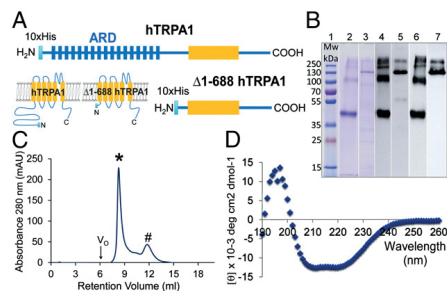 A
hTRPA1
10xHis
ARD
H₂N
COOH
hTRPA1
Δ1-688 hTRPA1
N
C
N
C
Δ1-688 hTRPA1
10xHis
H₂N
COOH
B
1 2 3 4 5 6 7
Mw
kDa
250
130
100
70
55
35
25
15
C
Absorbance 280 nm (mAU)
250
200
150
100
50
0
*
#
V₀
0 3 6 9 12 15 20
Retention Volume (ml)
D
[θ] x 10-3 deg cm2 dmol-1
15
10
5
0
-5
-10
-15
190 210 220 230 240 250 260
Wavelength
(nm)